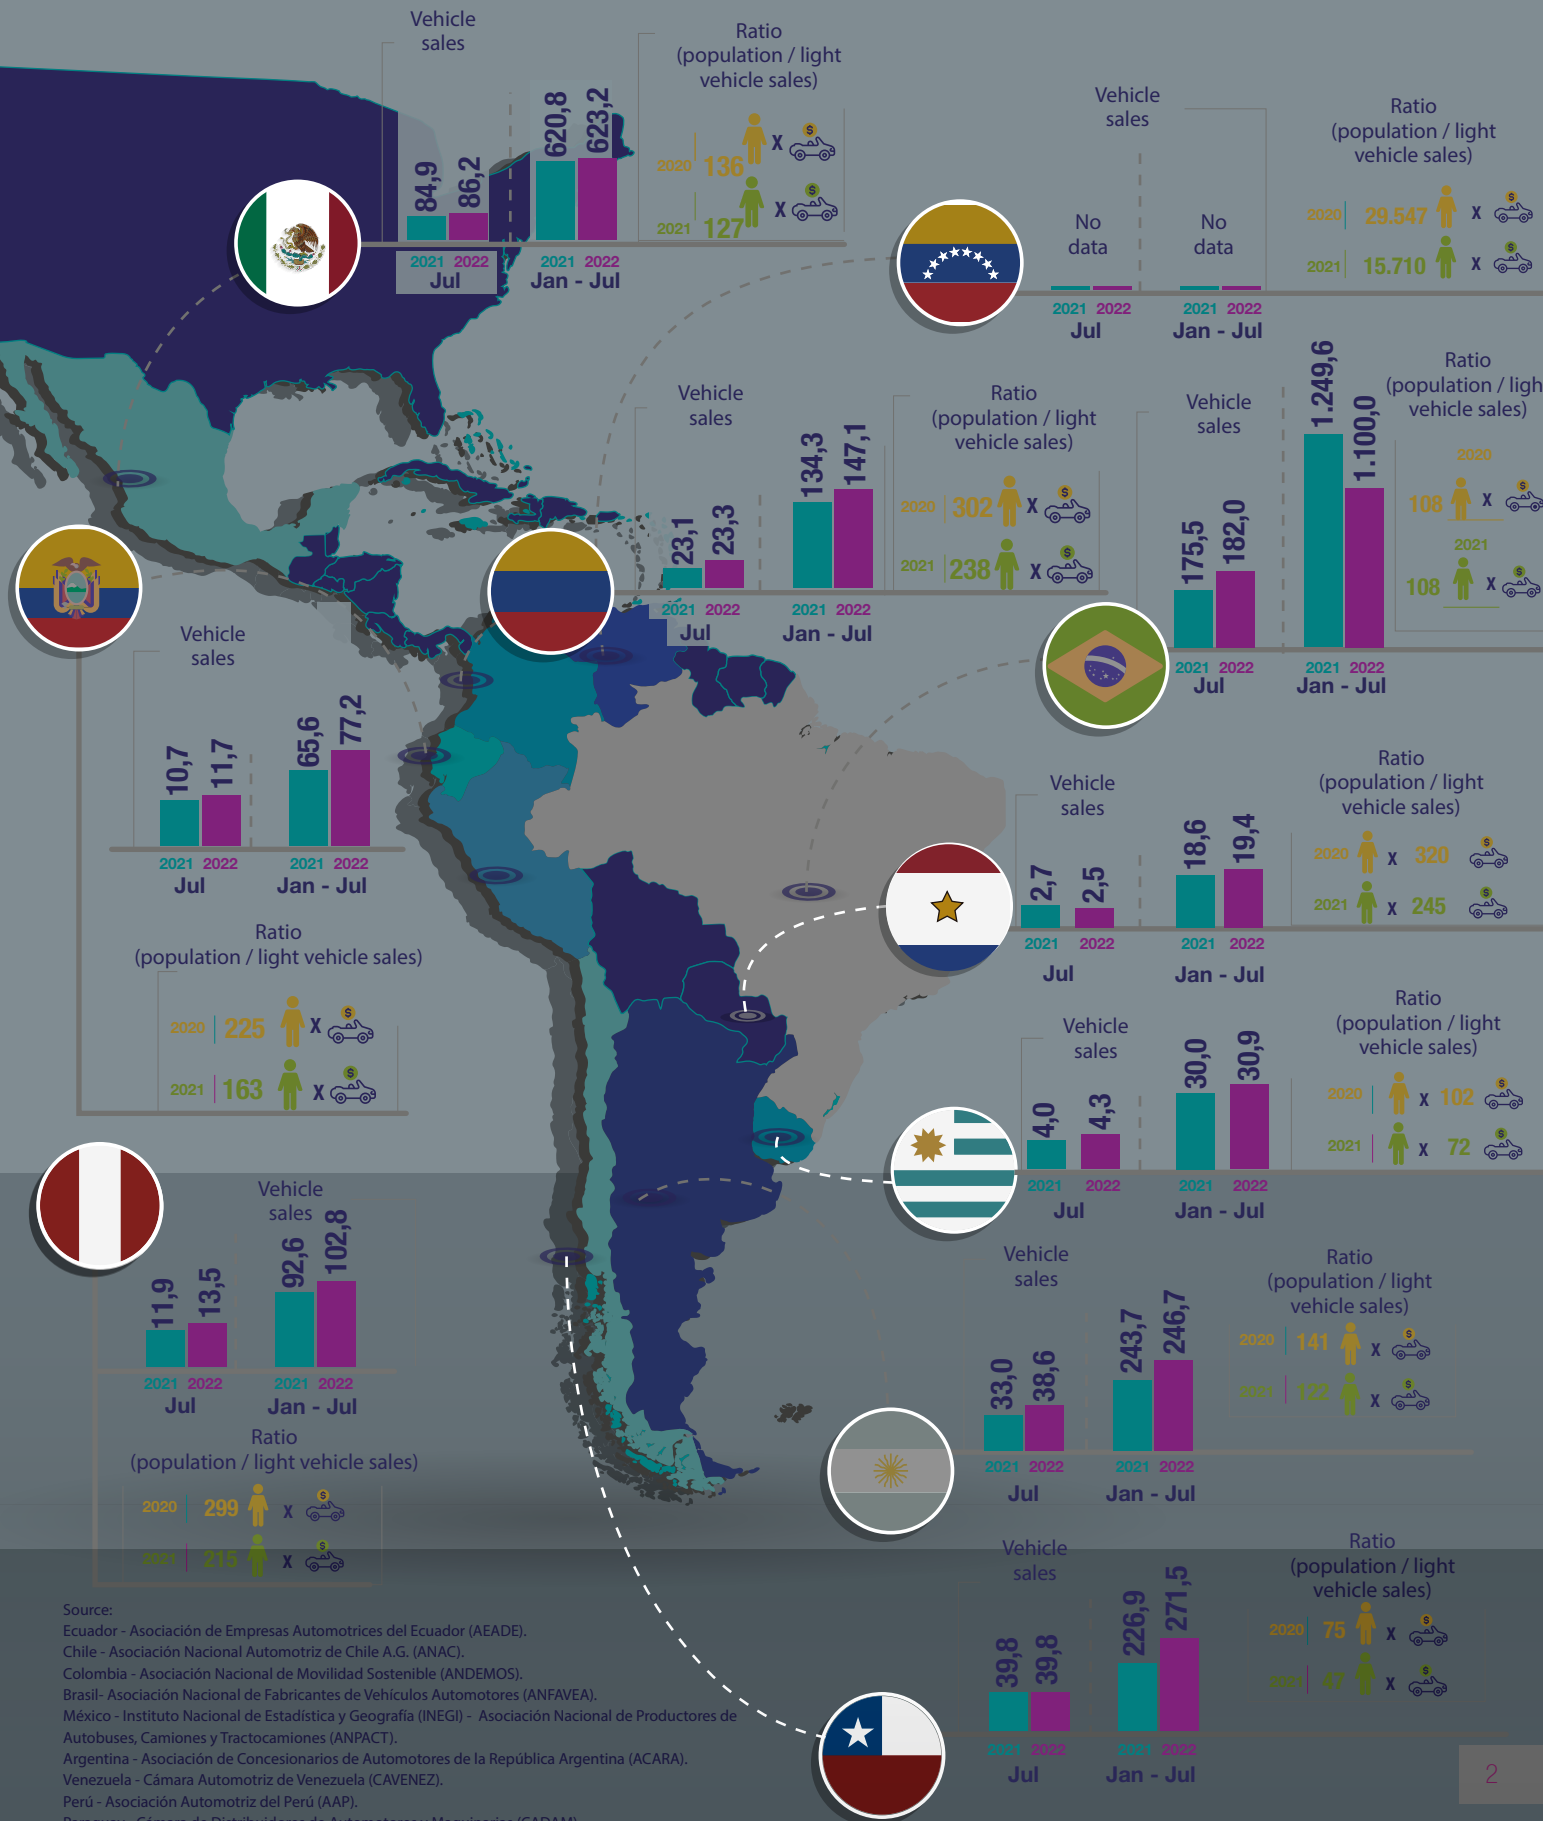 Vehicle
sales
84,9
86,2
620,8
623,2
2021 2022
Jul
2021 2022
Jan - Jul
Ratio
(population / light
vehicle sales)
2020 136 X $
2021 127 X $
Vehicle
sales
No
data
No
data
2021 2022
Jul
2021 2022
Jan - Jul
Ratio
(population / light
vehicle sales)
2020 29.547 X $
2021 15.710 X $
Vehicle
sales
23,1
23,3
134,3
147,1
2021 2022
Jul
2021 2022
Jan - Jul
Ratio
(population / light
vehicle sales)
2020 302 X $
2021 238 X $
Vehicle
sales
175,5
182,0
1.249,6
1.100,0
2021 2022
Jul
2021 2022
Jan - Jul
Ratio
(population / ligh
vehicle sales)
2020
108 X $
2021
108 X $
Vehicle
sales
10,7
11,7
65,6
77,2
2021 2022
Jul
2021 2022
Jan - Jul
Ratio
(population / light vehicle sales)
2020 225 X $
2021 163 X $
Vehicle
sales
2,7
2,5
18,6
19,4
2021 2022
Jul
2021 2022
Jan - Jul
Ratio
(population / light
vehicle sales)
2020 X 320 $
2021 X 245 $
Vehicle
sales
4,0
4,3
30,0
30,9
2021 2022
Jul
2021 2022
Jan - Jul
Ratio
(population / light
vehicle sales)
2020 X 102 $
2021 X 72 $
Vehicle
sales
11,9
13,5
92,6
102,8
2021 2022
Jul
2021 2022
Jan - Jul
Ratio
(population / light vehicle sales)
2020 299 X $
2021 215 X $
Vehicle
sales
33,0
38,6
243,7
246,7
2021 2022
Jul
2021 2022
Jan - Jul
Ratio
(population / light
vehicle sales)
2020 141 X $
2021 122 X $
Vehicle
sales
39,8
39,8
226,9
271,5
2021 2022
Jul
2021 2022
Jan - Jul
Ratio
(population / light
vehicle sales)
2020 75 X $
2021 47 X $
Source:
Ecuador - Asociación de Empresas Automotrices del Ecuador (AEADE).
Chile - Asociación Nacional Automotriz de Chile A.G. (ANAC).
Colombia - Asociación Nacional de Movilidad Sostenible (ANDEMOS).
Brasil- Asociación Nacional de Fabricantes de Vehículos Automotores (ANFAVEA).
México - Instituto Nacional de Estadística y Geografía (INEGI) - Asociación Nacional de Productores de
Autobuses, Camiones y Tractocamiones (ANPACT).
Argentina - Asociación de Concesionarios de Automotores de la República Argentina (ACARA).
Venezuela - Cámara Automotriz de Venezuela (CAVENEZ).
Perú - Asociación Automotriz del Perú (AAP).
2